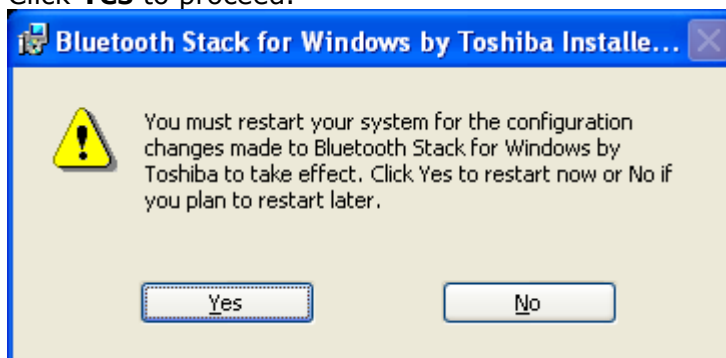 Click YES to proceed.
Bluetooth Stack for Windows by Toshiba Installe...
You must restart your system for the configuration
changes made to Bluetooth Stack for Windows by
Toshiba to take effect. Click Yes to restart now or No if
you plan to restart later.
Yes
No